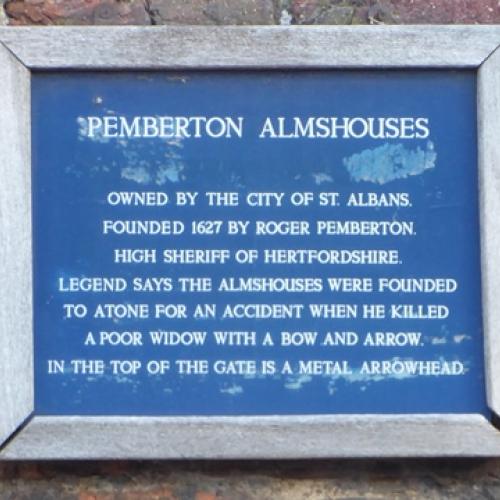 PEMBERTON ALMSHOUSES
OWNED BY THE CITY OF ST. ALBANS.
FOUNDED 1627 BY ROGER PEMBERTON.
HIGH SHERIFF OF HERTFORDSHIRE.
LEGEND SAYS THE ALMSHOUSES WERE FOUNDED
TO ATONE FOR AN ACCIDENT WHEN HE KILLED
A POOR WIDOW WITH A BOW AND ARROW.
IN THE TOP OF THE GATE IS A METAL ARROWHEAD.